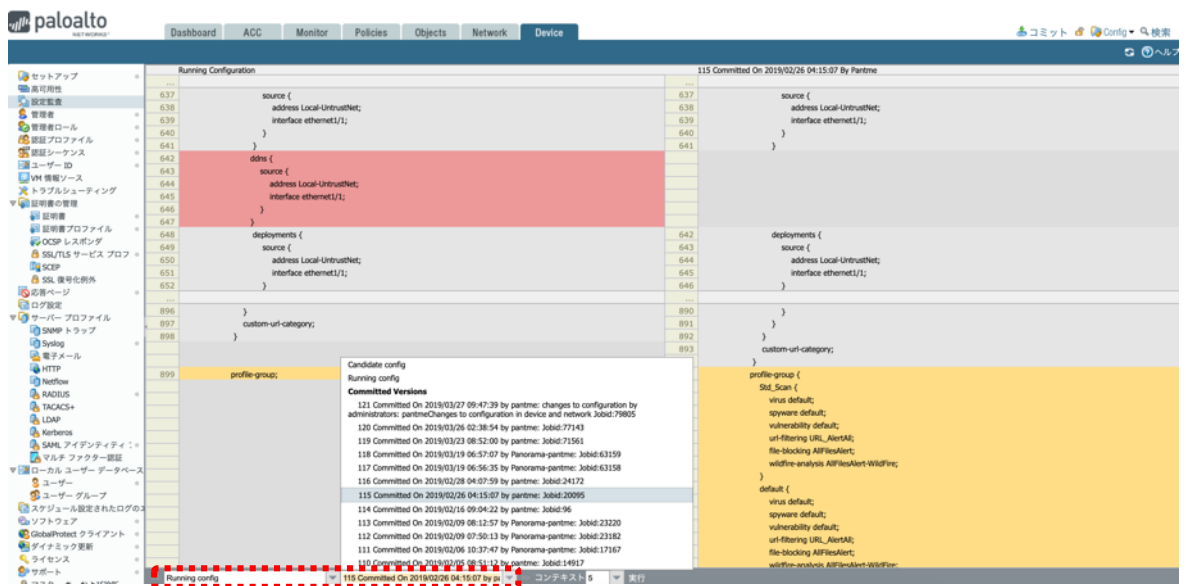 paloalto
NETWORKS
Dashboard ACC Monitor Policies Objects Network Device
コミット Config 検索
ヘルプ
セットアップ
高可用性
設定監査
管理者
管理者ロール
認証プロファイル
認証シーケンス
ユーザー ID
VM 情報ソース
トラブルシューティング
証明書の管理
証明書
証明書プロファイル
OCSP レスポンダ
SSL/TLS サービス プロフ
SCEP
SSL 復号化例外
応答ページ
ログ設定
サーバー プロファイル
SNMP トラップ
Syslog
電子メール
HTTP
Netflow
RADIUS
TACACS+
LDAP
Kerberos
SAML アイデンティティ
マルチ ファクター認証
ローカル ユーザー データベース
ユーザー
ユーザー グループ
スケジュール設定されたログの
ソフトウェア
GlobalProtect クライアント
ダイナミック更新
ライセンス
サポート
Running Configuration
...
637 source {
638 address Local-UntrustNet;
639 interface ethernet1/1;
640 }
641 }
642 ddns {
643 source {
644 address Local-UntrustNet;
645 interface ethernet1/1;
646 }
647 }
648 deployments {
649 source {
650 address Local-UntrustNet;
651 interface ethernet1/1;
652 }
...
896 }
897 custom-url-category;
898 }
899 profile-group;
115 Committed On 2019/02/26 04:15:07 By Pantme
...
637 source {
638 address Local-UntrustNet;
639 interface ethernet1/1;
640 }
641 }
642 deployments {
643 source {
644 address Local-UntrustNet;
645 interface ethernet1/1;
646 }
...
890 }
891 }
892 }
893 custom-url-category;
}
profile-group {
Std_Scan {
virus default;
spyware default;
vulnerability default;
url-filtering URL_AlertAll;
file-blocking AllFilesAlert;
wildfire-analysis AllFilesAlert-WildFire;
}
default {
virus default;
spyware default;
vulnerability default;
url-filtering URL_AlertAll;
file-blocking AllFilesAlert;
wildfire-analysis AllFilesAlert-WildFire;
Candidate config
Running config
Committed Versions
121 Committed On 2019/03/27 09:47:39 by pantme: changes to configuration by
administrators: pantmeChanges to configuration in device and network Jobid:79805
120 Committed On 2019/03/26 02:38:54 by pantme: Jobid:77143
119 Committed On 2019/03/23 08:52:00 by pantme: Jobid:71561
118 Committed On 2019/03/19 06:57:07 by Panorama-pantme: Jobid:63159
117 Committed On 2019/03/19 06:56:35 by Panorama-pantme: Jobid:63158
116 Committed On 2019/02/28 04:07:59 by pantme: Jobid:24172
115 Committed On 2019/02/26 04:15:07 by pantme: Jobid:20095
114 Committed On 2019/02/16 09:04:22 by pantme: Jobid:96
113 Committed On 2019/02/09 08:12:57 by Panorama-pantme: Jobid:23220
112 Committed On 2019/02/09 07:50:13 by Panorama-pantme: Jobid:23182
111 Committed On 2019/02/06 10:37:47 by Panorama-pantme: Jobid:17167
110 Committed On 2019/02/05 08:51:12 by pantme: Jobid:14917
Running config 115 Committed On 2019/02/26 04:15:07 by pa コンテキスト 5 実行